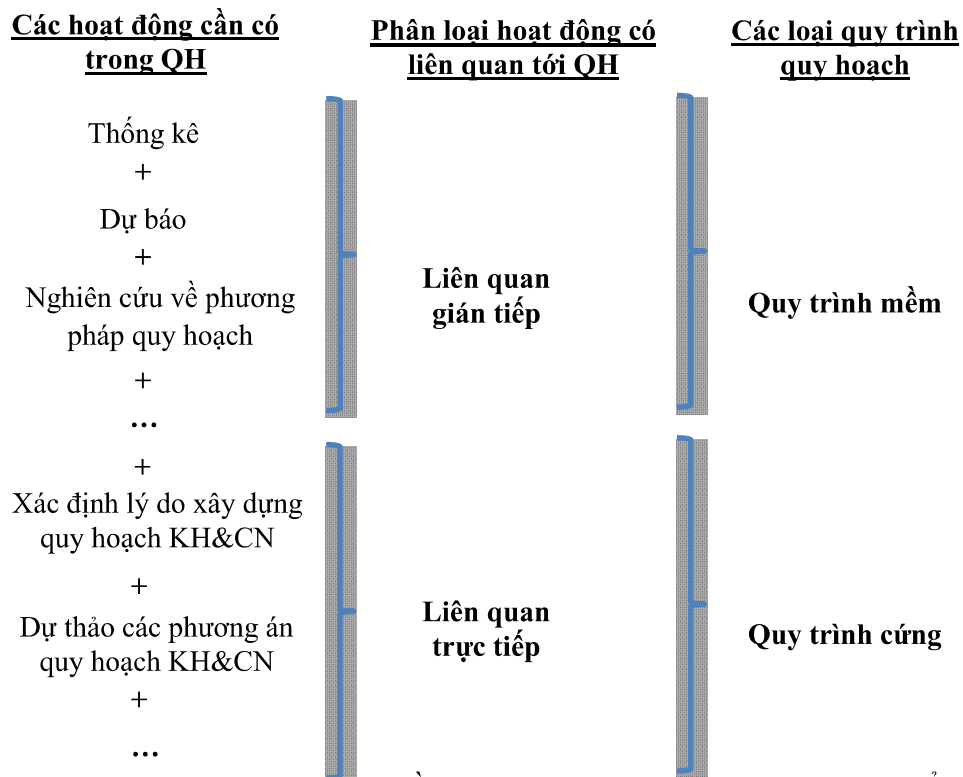 Các hoạt động cần có
trong QH
Thống kê
+
Dự báo
+
Nghiên cứu về phương
pháp quy hoạch
+
...
+
Xác định lý do xây dựng
quy hoạch KH&CN
+
Dự thảo các phương án
quy hoạch KH&CN
+
...
Phân loại hoạt động có
liên quan tới QH
Liên quan
gián tiếp
Liên quan
trực tiếp
Các loại quy trình
quy hoạch
Quy trình mềm
Quy trình cứng